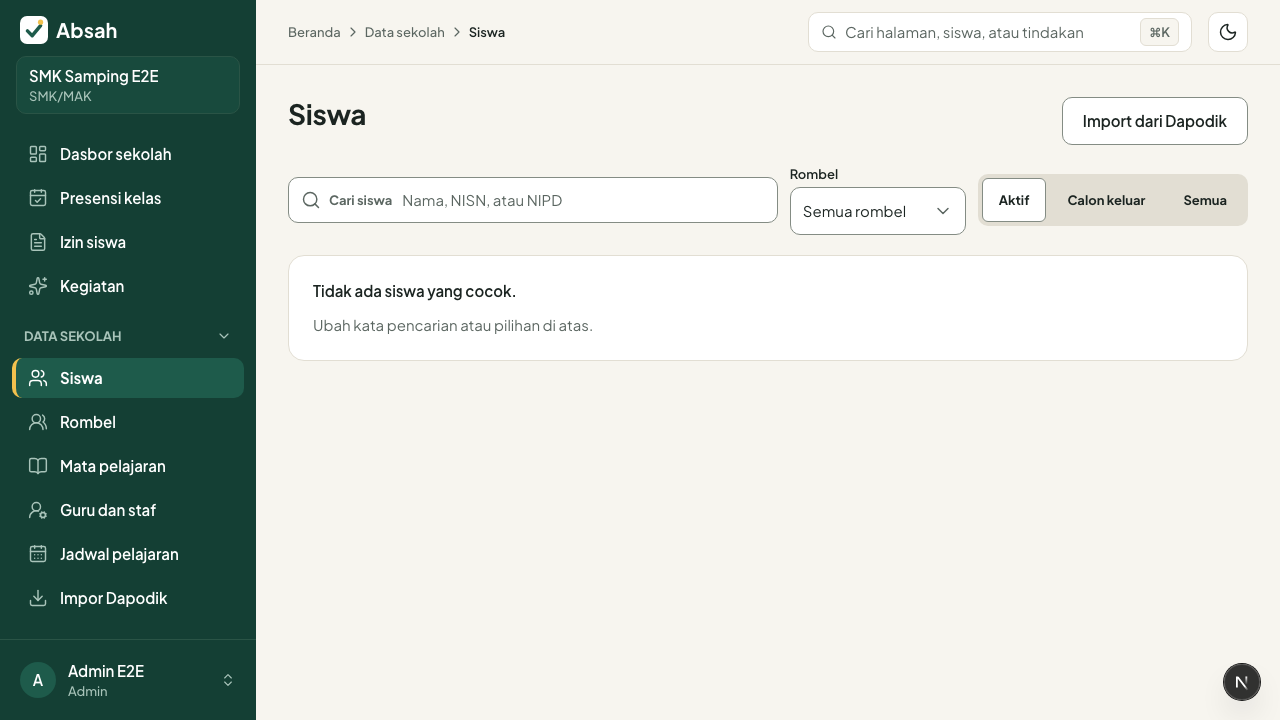 Absah
SMK Samping E2E
SMK/MAK
Dasbor sekolah
Presensi kelas
Izin siswa
Kegiatan
DATA SEKOLAH
Siswa
Rombel
Mata pelajaran
Guru dan staf
Jadwal pelajaran
Impor Dapodik
A
Admin E2E
Admin
Beranda
Data sekolah
Siswa
Cari halaman, siswa, atau tindakan
⌘K
Siswa
Import dari Dapodik
Cari siswa
Nama, NISN, atau NIPD
Rombel
Semua rombel
Aktif
Calon keluar
Semua
Tidak ada siswa yang cocok.
Ubah kata pencarian atau pilihan di atas.
N